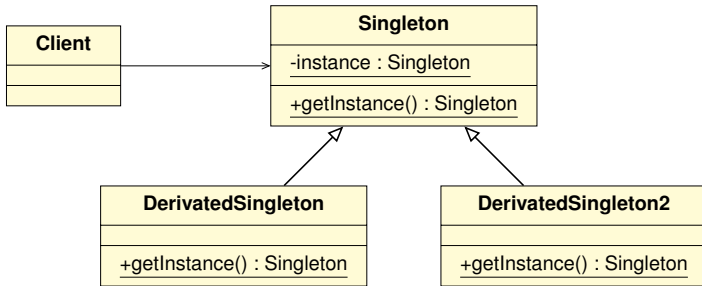 Singleton
Client
-instance : Singleton
+getInstance() : Singleton
DerivatedSingleton
DerivatedSingleton2
+getInstance() : Singleton
+getInstance() : Singleton